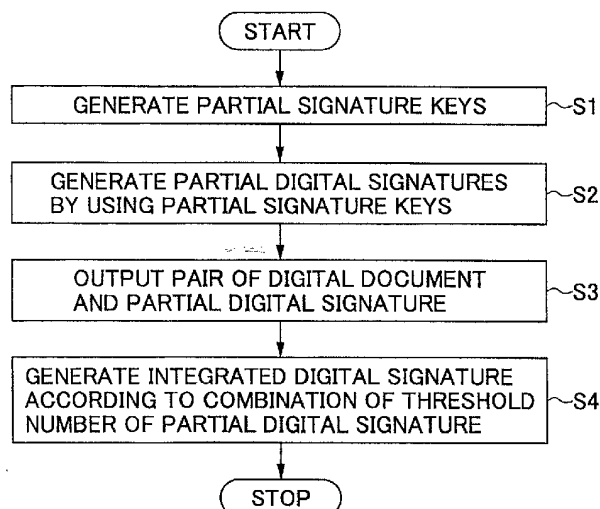 START
GENERATE PARTIAL SIGNATURE KEYS
S1
GENERATE PARTIAL DIGITAL SIGNATURES
BY USING PARTIAL SIGNATURE KEYS
S2
OUTPUT PAIR OF DIGITAL DOCUMENT
AND PARTIAL DIGITAL SIGNATURE
S3
GENERATE INTEGRATED DIGITAL SIGNATURE
ACCORDING TO COMBINATION OF THRESHOLD
NUMBER OF PARTIAL DIGITAL SIGNATURE
S4
STOP